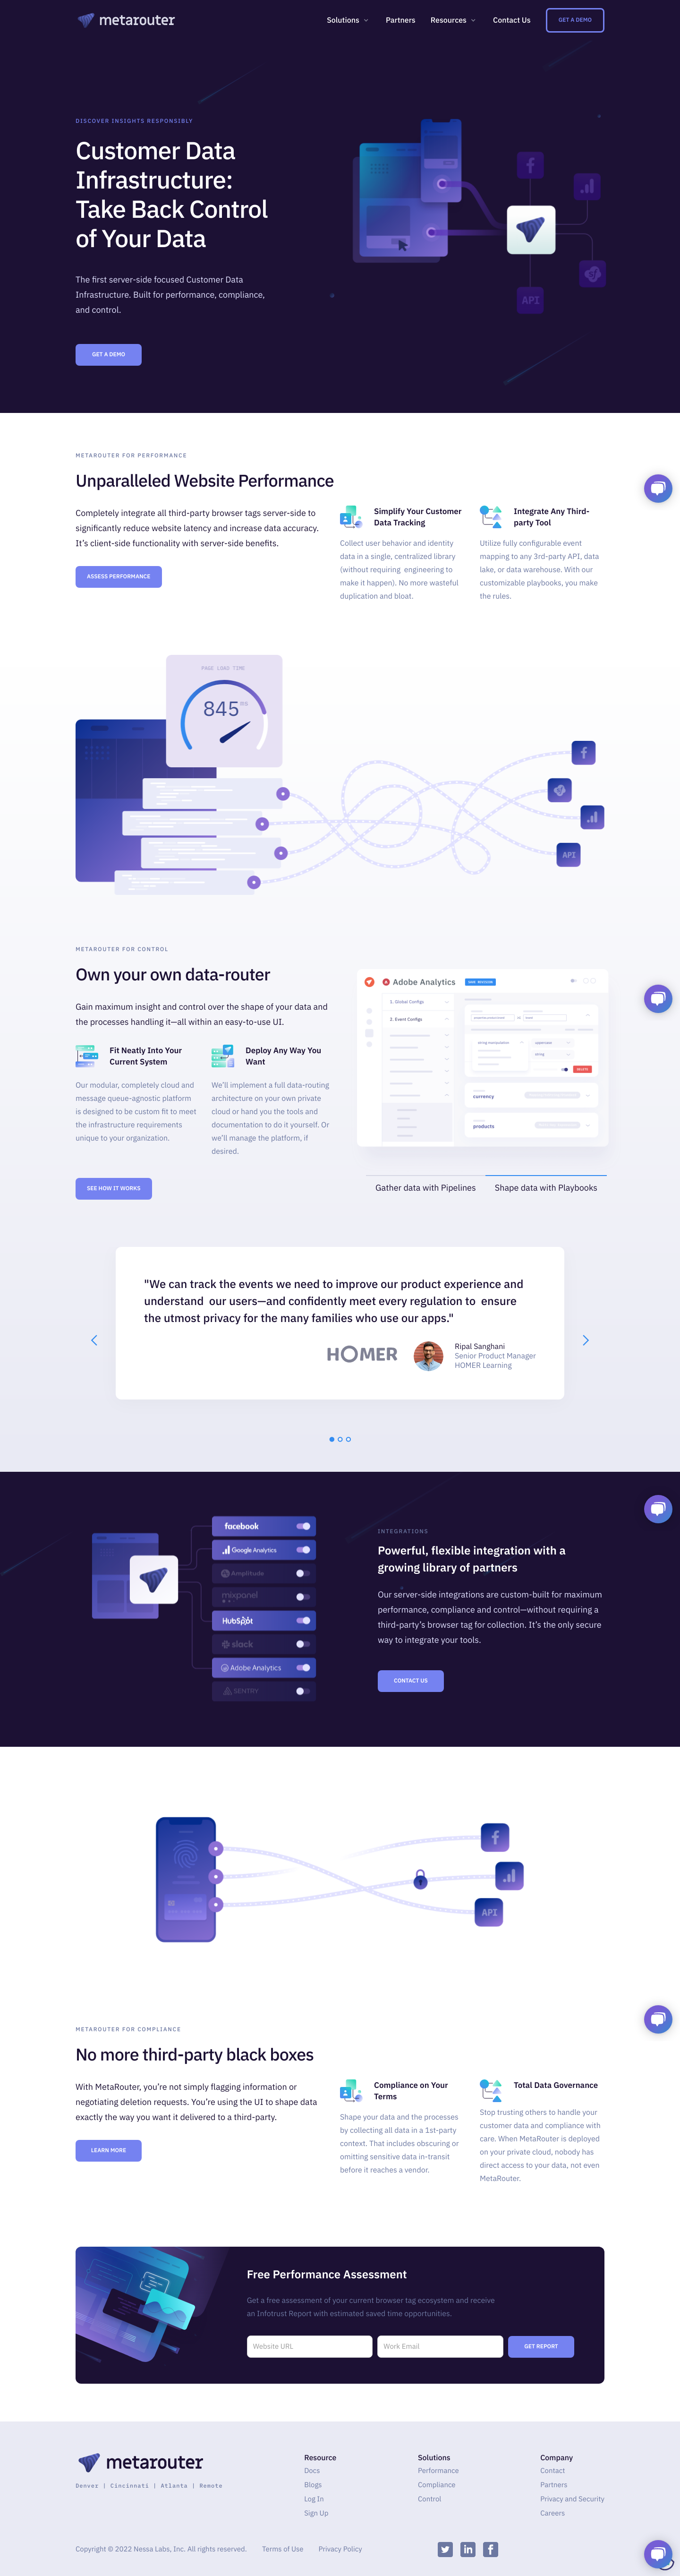 metarouter
Solutions
Partners
Resources
Contact Us
GET A DEMO
DISCOVER INSIGHTS RESPONSIBLY
Customer Data
Infrastructure:
Take Back Control
of Your Data
The first server-side focused Customer Data
Infrastructure. Built for performance, compliance,
and control.
GET A DEMO
API
METAROUTER FOR PERFORMANCE
Unparalleled Website Performance
Completely integrate all third-party browser tags server-side to
significantly reduce website latency and increase data accuracy.
It’s client-side functionality with server-side benefits.
ASSESS PERFORMANCE
Simplify Your Customer
Data Tracking
Collect user behavior and identity
data in a single, centralized library
(without requiring engineering to
make it happen). No more wasteful
duplication and bloat.
Integrate Any Third-
party Tool
Utilize fully configurable event
mapping to any 3rd-party API, data
lake, or data warehouse. With our
customizable playbooks, you make
the rules.
PAGE LOAD TIME
845
API
METAROUTER FOR CONTROL
Own your own data-router
Gain maximum insight and control over the shape of your data and
the processes handling it—all within an easy-to-use UI.
Fit Neatly Into Your
Current System
Our modular, completely cloud and
message queue-agnostic platform
is designed to be custom fit to meet
the infrastructure requirements
unique to your organization.
Deploy Any Way You
Want
We’ll implement a full data-routing
architecture on your own private
cloud or hand you the tools and
documentation to do it yourself. Or
we’ll manage the platform, if
desired.
SEE HOW IT WORKS
Adobe Analytics
SAVE REVISION
1. Global Configs
2. Event Configs
string manipulation
uppercase
string
DELETE
currency
products
Gather data with Pipelines
Shape data with Playbooks
"We can track the events we need to improve our product experience and
understand our users—and confidently meet every regulation to ensure
the utmost privacy for the many families who use our apps."
HOMER
Ripal Sanghani
Senior Product Manager
HOMER Learning
facebook
Google Analytics
Amplitude
mixpanel
HubSpot
slack
Adobe Analytics
SENTRY
INTEGRATIONS
Powerful, flexible integration with a
growing library of partners
Our server-side integrations are custom-built for maximum
performance, compliance and control—without requiring a
third-party’s browser tag for collection. It’s the only secure
way to integrate your tools.
CONTACT US
API
METAROUTER FOR COMPLIANCE
No more third-party black boxes
With MetaRouter, you’re not simply flagging information or
negotiating deletion requests. You’re using the UI to shape data
exactly the way you want it delivered to a third-party.
LEARN MORE
Compliance on Your
Terms
Shape your data and the processes
by collecting all data in a 1st-party
context. That includes obscuring or
omitting sensitive data in-transit
before it reaches a vendor.
Total Data Governance
Stop trusting others to handle your
customer data and compliance with
care. When MetaRouter is deployed
on your private cloud, nobody has
direct access to your data, not even
MetaRouter.
Free Performance Assessment
Get a free assessment of your current browser tag ecosystem and receive
an Infotrust Report with estimated saved time opportunities.
Website URL
Work Email
GET REPORT
metarouter
Denver | Cincinnati | Atlanta | Remote
Resource
Docs
Blogs
Log In
Sign Up
Solutions
Performance
Compliance
Control
Company
Contact
Partners
Privacy and Security
Careers
Copyright © 2022 Nessa Labs, Inc. All rights reserved.
Terms of Use
Privacy Policy